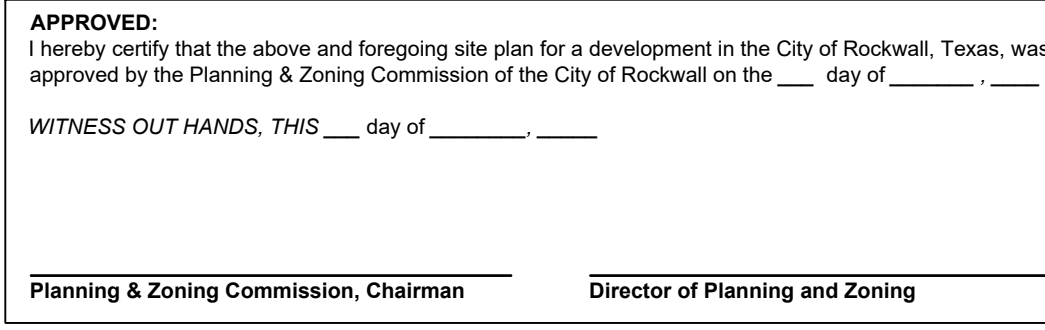 APPROVED:
I hereby certify that the above and foregoing site plan for a development in the City of Rockwall, Texas, was
approved by the Planning & Zoning Commission of the City of Rockwall on the ___ day of _______ , ____
WITNESS OUT HANDS, THIS ___ day of ________, _____
Planning & Zoning Commission, Chairman Director of Planning and Zoning